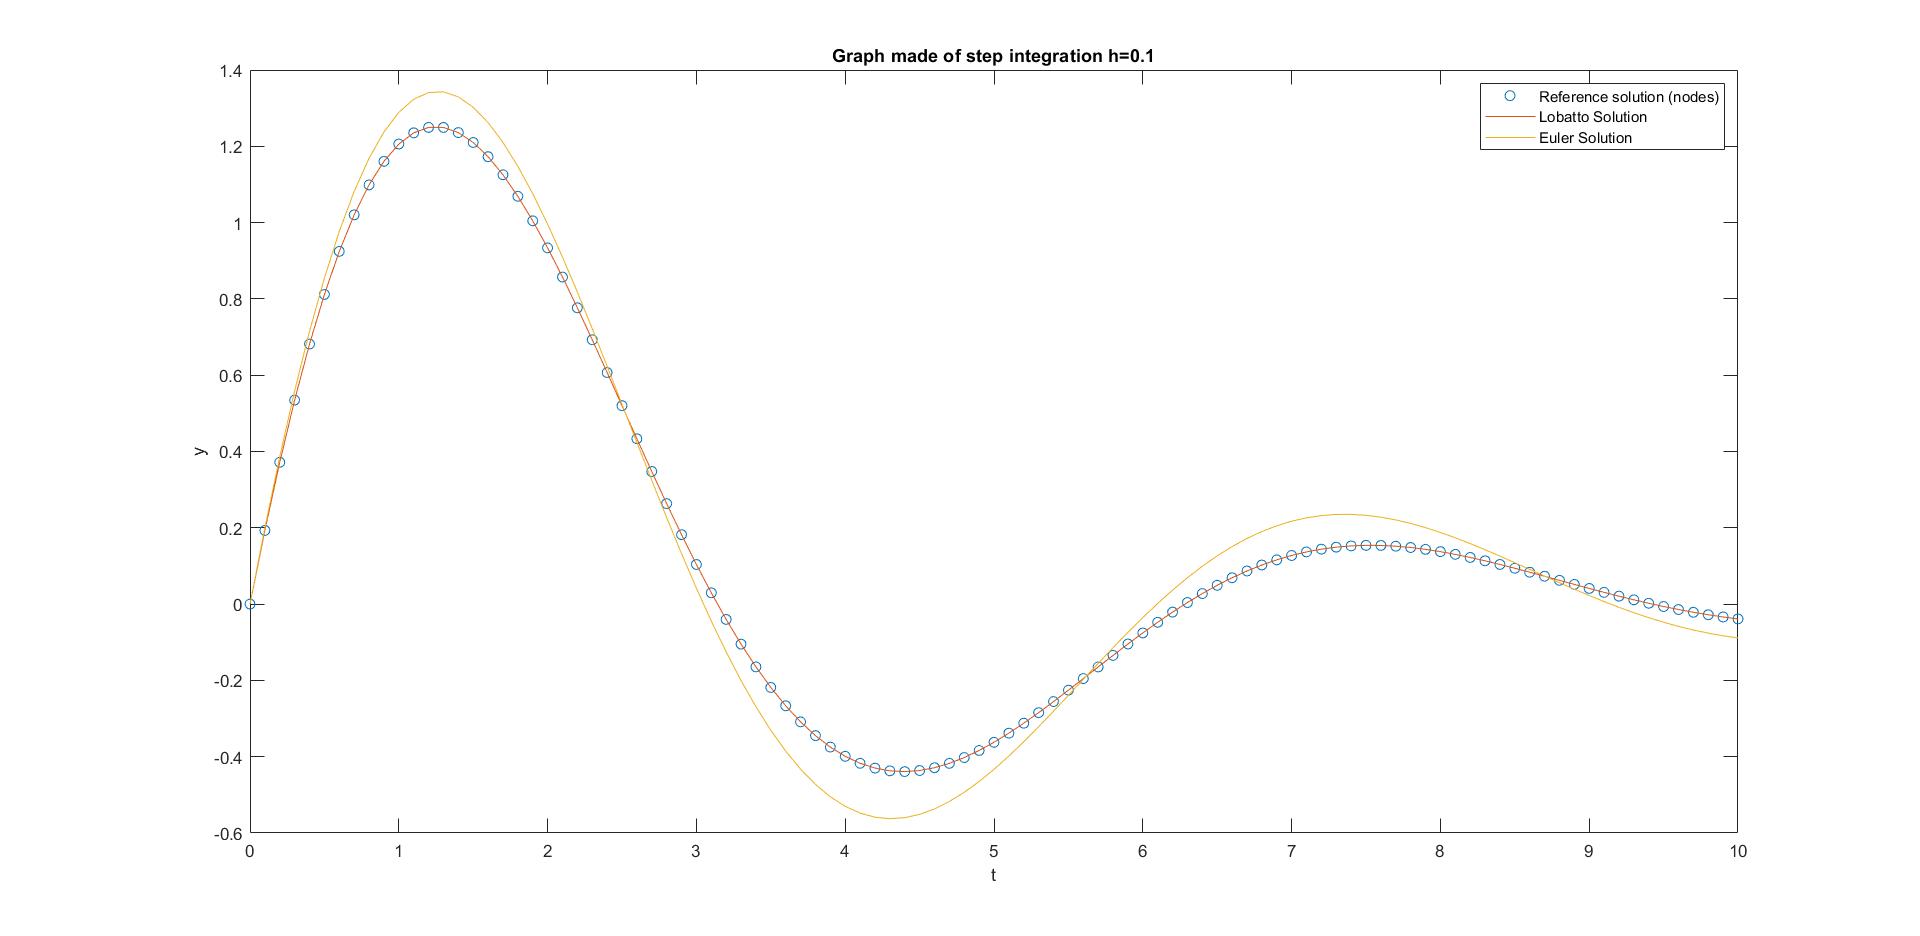 Graph made of step integration h=0.1
Reference solution (nodes)
Lobatto Solution
Euler Solution
1.4
1.2
1
0.8
0.6
0.4
0.2
0
-0.2
-0.4
-0.6
y
0 1 2 3 4 5 6 7 8 9 10
t